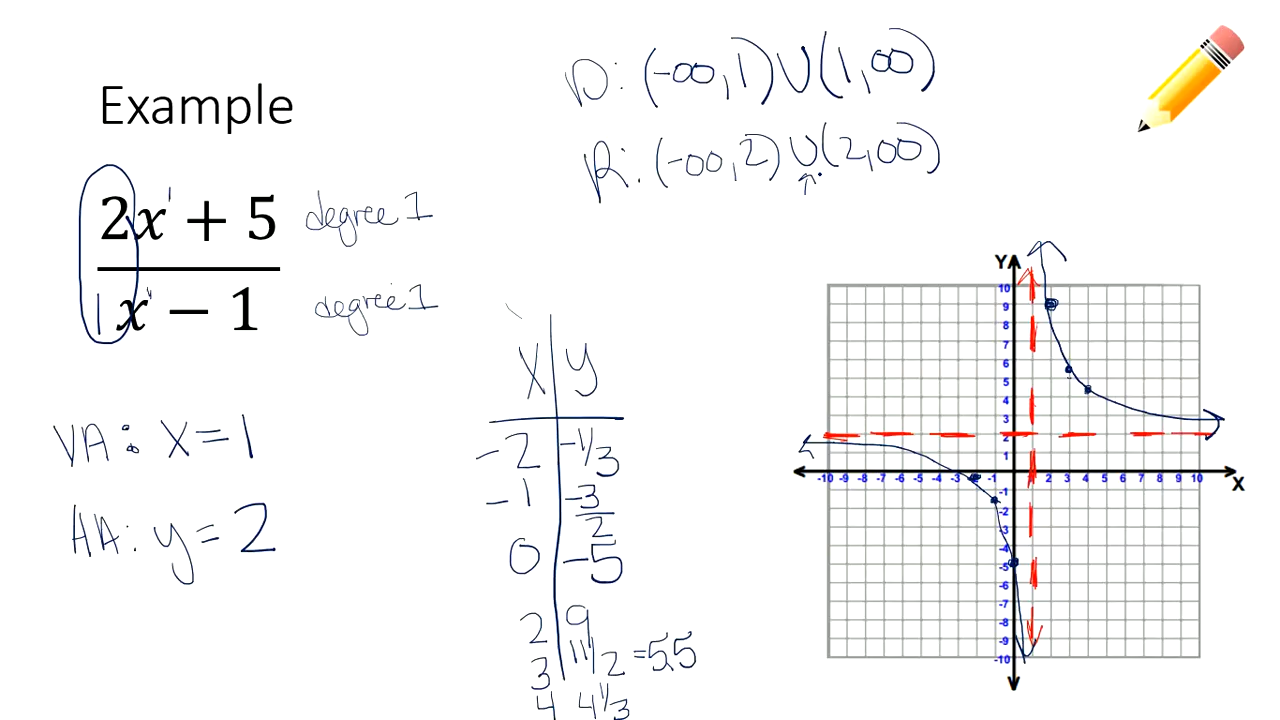 Example
D: (-∞,1)∪(1,∞)
R: (-∞,2)∪(2,∞)
2x¹ + 5 degree 1
1x¹ − 1 degree 1
VA: x=1
HA: y=2
x y
-2 -1/3
-1 -3/2
0 -5
2 9
3 11/2 =5.5
4 4 1/3
YA
10
9
8
7
6
5
4
3
2
1
-10 -9 -8 -7 -6 -5 -4 -3 -2 -1 2 3 4 5 6 7 8 9 10 X
-1
-2
-3
-4
-5
-6
-7
-8
-9
-10